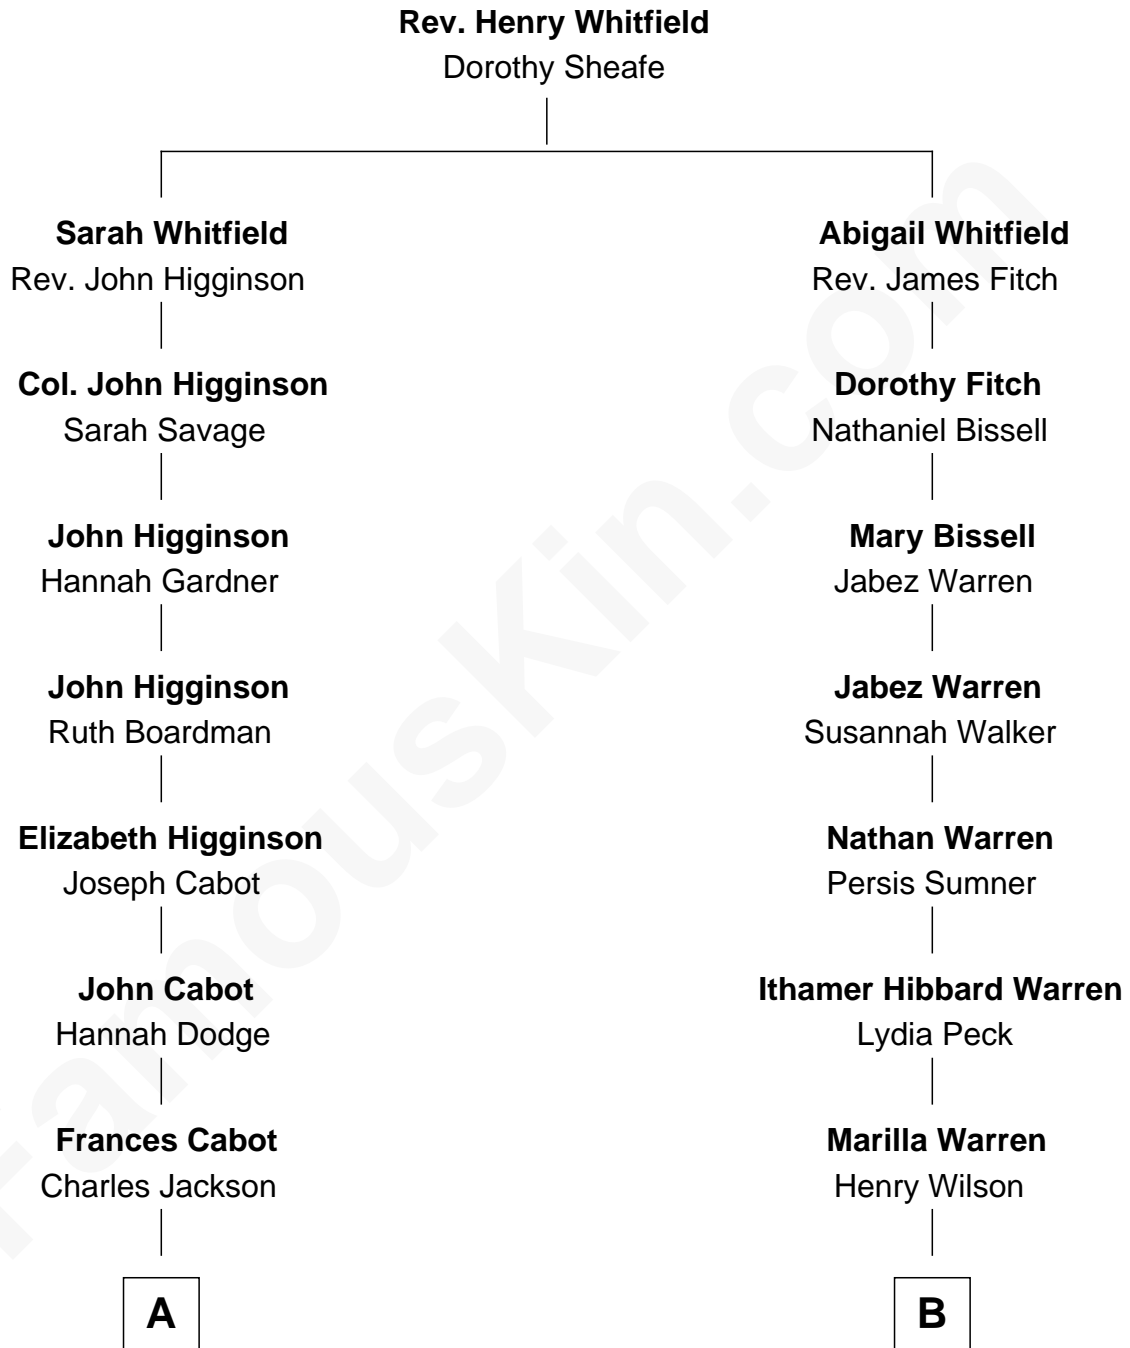 Rev. Henry Whitfield
Dorothy Sheafe
Sarah Whitfield
Rev. John Higginson
Abigail Whitfield
Rev. James Fitch
Col. John Higginson
Sarah Savage
Dorothy Fitch
Nathaniel Bissell
John Higginson
Hannah Gardner
Mary Bissell
Jabez Warren
John Higginson
Ruth Boardman
Jabez Warren
Susannah Walker
Elizabeth Higginson
Joseph Cabot
Nathan Warren
Persis Sumner
John Cabot
Hannah Dodge
Ithamer Hibbard Warren
Lydia Peck
Frances Cabot
Charles Jackson
Marilla Warren
Henry Wilson
A
B
FamousKin.com